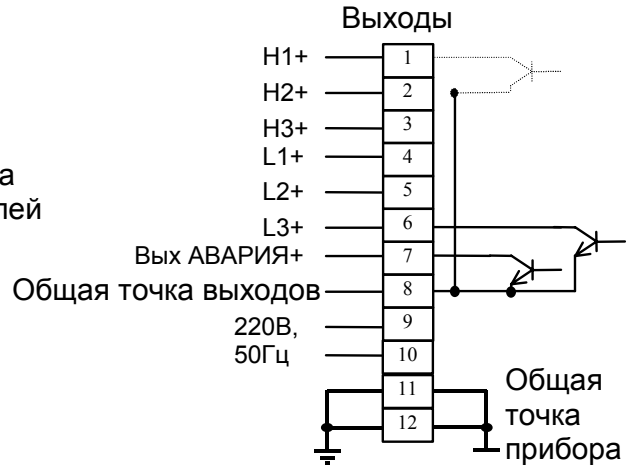 Выходы
H1+ 1
H2+ 2
H3+ 3
L1+ 4
L2+ 5
L3+ 6
Вых АВАРИЯ+ 7
Общая точка выходов 8
220В, 9
50Гц 10
11
12
Общая
точка
прибора